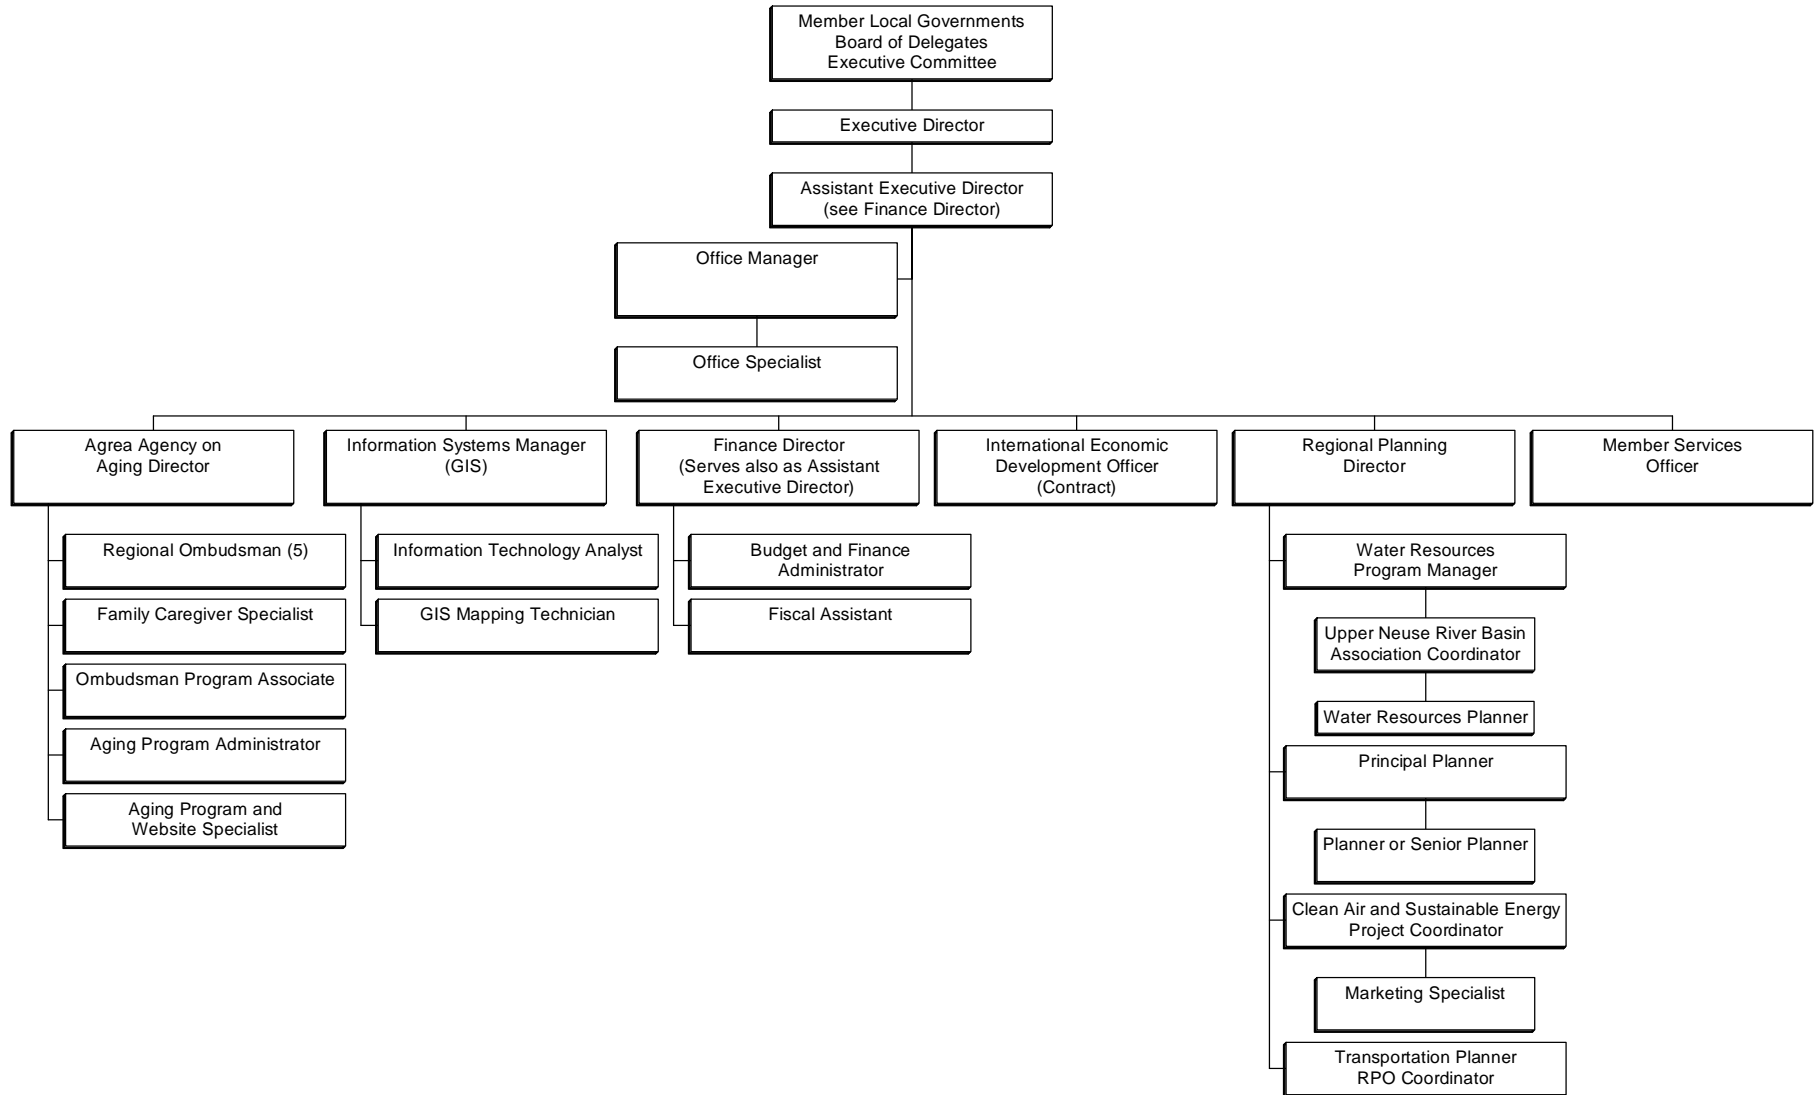 Member Local Governments
Board of Delegates
Executive Committee
Executive Director
Assistant Executive Director
(see Finance Director)
Office Manager
Office Specialist
Agrea Agency on
Aging Director
Information Systems Manager
(GIS)
Finance Director
(Serves also as Assistant
Executive Director)
International Economic
Development Officer
(Contract)
Regional Planning
Director
Member Services
Officer
Regional Ombudsman (5)
Family Caregiver Specialist
Ombudsman Program Associate
Aging Program Administrator
Aging Program and
Website Specialist
Information Technology Analyst
GIS Mapping Technician
Budget and Finance
Administrator
Fiscal Assistant
Water Resources
Program Manager
Upper Neuse River Basin
Association Coordinator
Water Resources Planner
Principal Planner
Planner or Senior Planner
Clean Air and Sustainable Energy
Project Coordinator
Marketing Specialist
Transportation Planner
RPO Coordinator